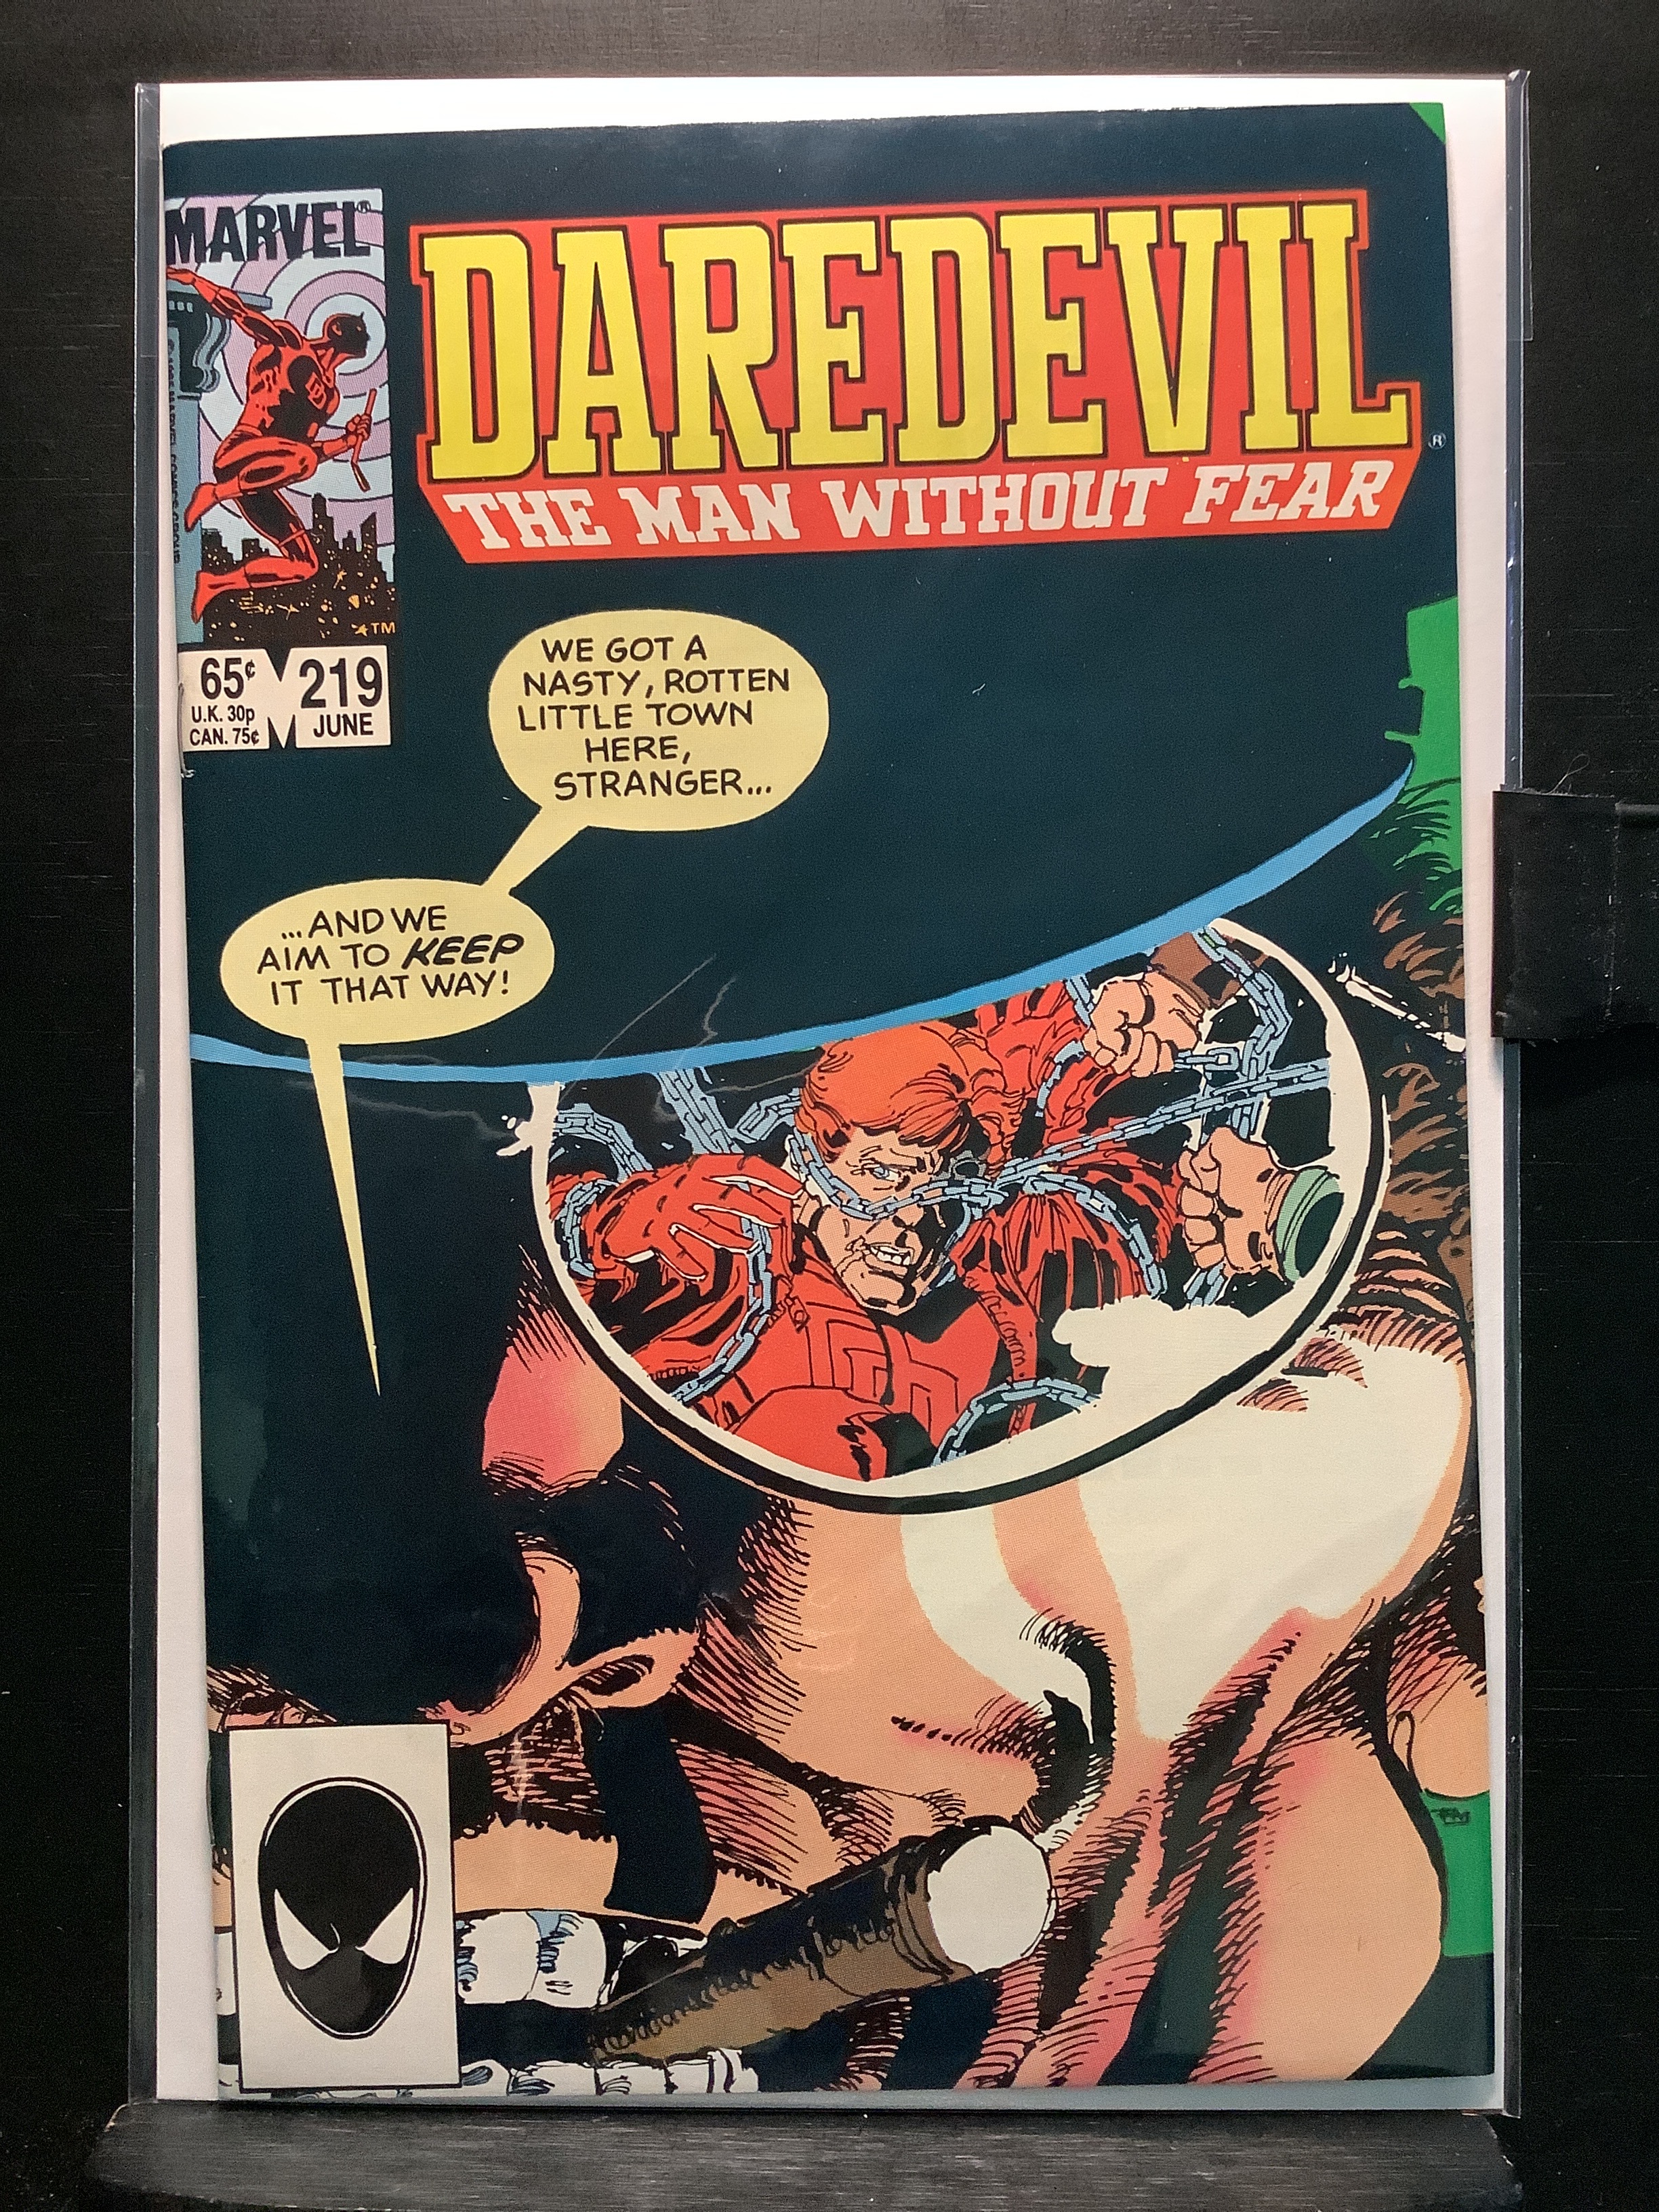 MARVEL®
DAREDEVIL
®
THE MAN WITHOUT FEAR
TM
65¢
U.K. 30p
CAN. 75¢
219
JUNE
WE GOT A
NASTY, ROTTEN
LITTLE TOWN
HERE,
STRANGER...
...AND WE
AIM TO KEEP
IT THAT WAY!